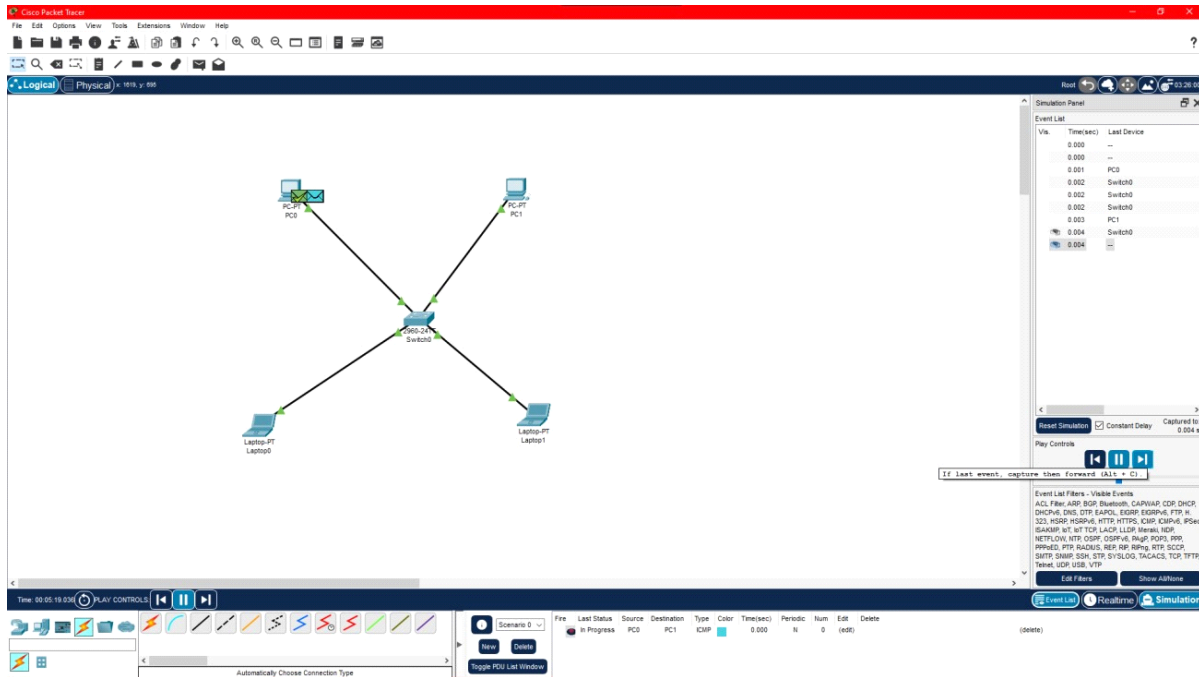 Cisco Packet Tracer
File Edit Options View Tools Extensions Window Help
?
Logical Physical x: 1619, y: 698 Root 03:26:00
Simulation Panel
Event List
Vis. Time(sec) Last Device
0.000 --
0.000 --
0.001 PC0
0.002 Switch0
0.002 Switch0
0.002 Switch0
0.003 PC1
0.004 Switch0
0.004 --
PC-PT
PC0
PC-PT
PC1
2960-24TT
Switch0
Laptop-PT
Laptop0
Laptop-PT
Laptop1
Reset Simulation Constant Delay Captured to:
0.004 s
Play Controls
If last event, capture then forward (Alt + C).
Event List Filters - Visible Events
ACL Filter, ARP, BGP, Bluetooth, CAPWAP, CDP, DHCP,
DHCPv6, DNS, DTP, EAPOL, EIGRP, EIGRPv6, FTP, H.
323, HSRP, HSRPv6, HTTP, HTTPS, ICMP, ICMPv6, IPSec,
ISAKMP, IoT, IoT TCP, LACP, LLDP, Meraki, NDP,
NETFLOW, NTP, OSPF, OSPFv6, PAgP, POP3, PPP,
PPPoED, PTP, RADIUS, REP, RIP, RIPng, RTP, SCCP,
SMTP, SNMP, SSH, STP, SYSLOG, TACACS, TCP, TFTP,
Telnet, UDP, USB, VTP
Edit Filters Show All/None
Time: 00:05:19.036 PLAY CONTROLS: Event List Realtime Simulation
Scenario 0
New Delete
Toggle PDU List Window
Fire Last Status Source Destination Type Color Time(sec) Periodic Num Edit Delete
In Progress PC0 PC1 ICMP 0.000 N 0 (edit) (delete)
Automatically Choose Connection Type